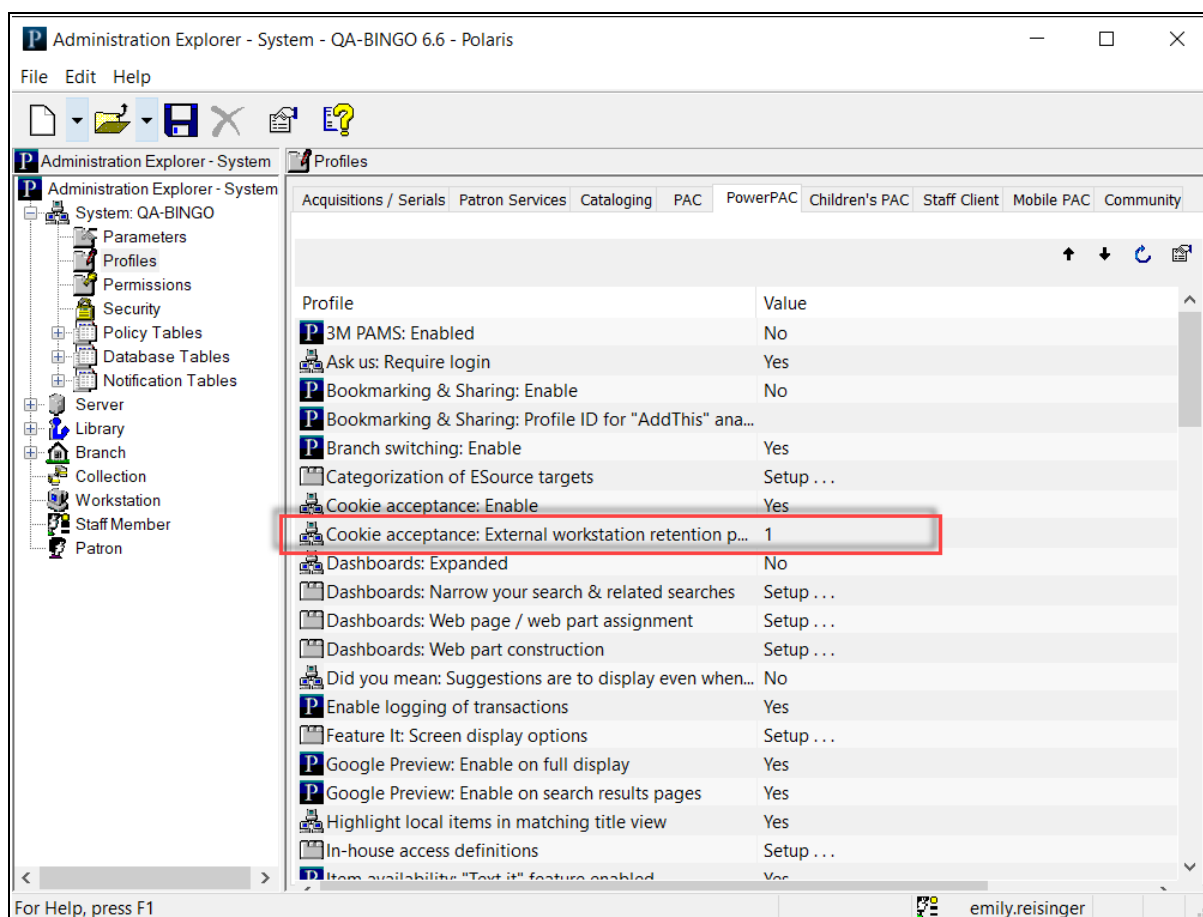 Administration Explorer - System - QA-BINGO 6.6 - Polaris
File Edit Help
Administration Explorer - System
Profiles
Administration Explorer - System
System: QA-BINGO
Parameters
Profiles
Permissions
Security
Policy Tables
Database Tables
Notification Tables
Server
Library
Branch
Collection
Workstation
Staff Member
Patron
Acquisitions / Serials Patron Services Cataloging PAC PowerPAC Children's PAC Staff Client Mobile PAC Community
Profile Value
3M PAMS: Enabled No
Ask us: Require login Yes
Bookmarking & Sharing: Enable No
Bookmarking & Sharing: Profile ID for "AddThis" ana...
Branch switching: Enable Yes
Categorization of ESource targets Setup . . .
Cookie acceptance: Enable Yes
Cookie acceptance: External workstation retention p... 1
Dashboards: Expanded No
Dashboards: Narrow your search & related searches Setup . . .
Dashboards: Web page / web part assignment Setup . . .
Dashboards: Web part construction Setup . . .
Did you mean: Suggestions are to display even when... No
Enable logging of transactions Yes
Feature It: Screen display options Setup . . .
Google Preview: Enable on full display Yes
Google Preview: Enable on search results pages Yes
Highlight local items in matching title view Yes
In-house access definitions Setup . . .
Item availability: "Text it" feature enabled Yes
For Help, press F1 emily.reisinger